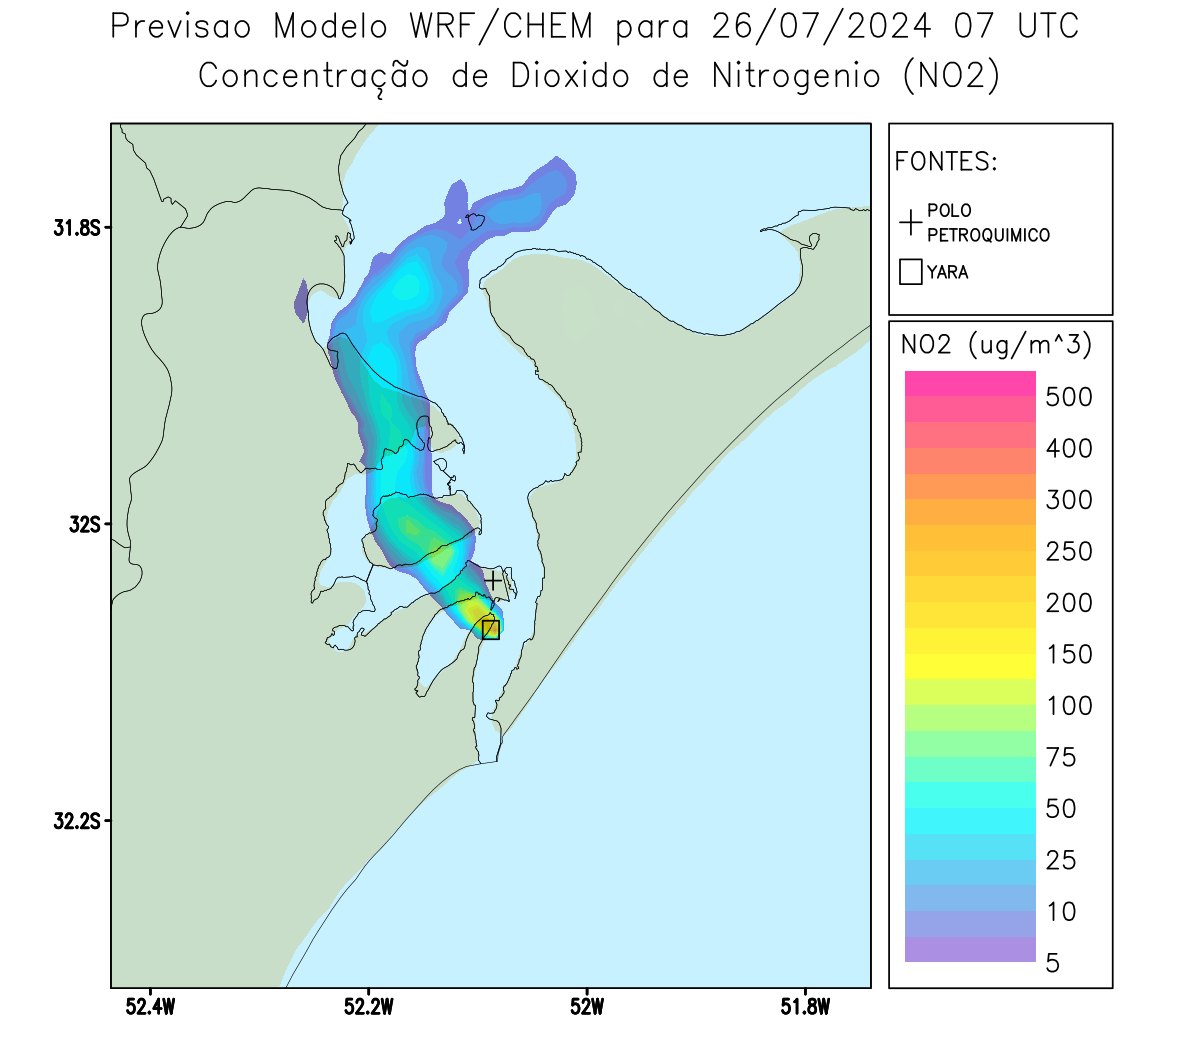 Previsao Modelo WRF/CHEM para 26/07/2024 07 UTC
Concentração de Dioxido de Nitrogenio (NO2)
FONTES:
POLO
PETROQUIMICO
YARA
NO2 (ug/m^3)
500
400
300
250
200
150
100
75
50
25
10
5
31.8S
32S
32.2S
52.4W
52.2W
52W
51.8W